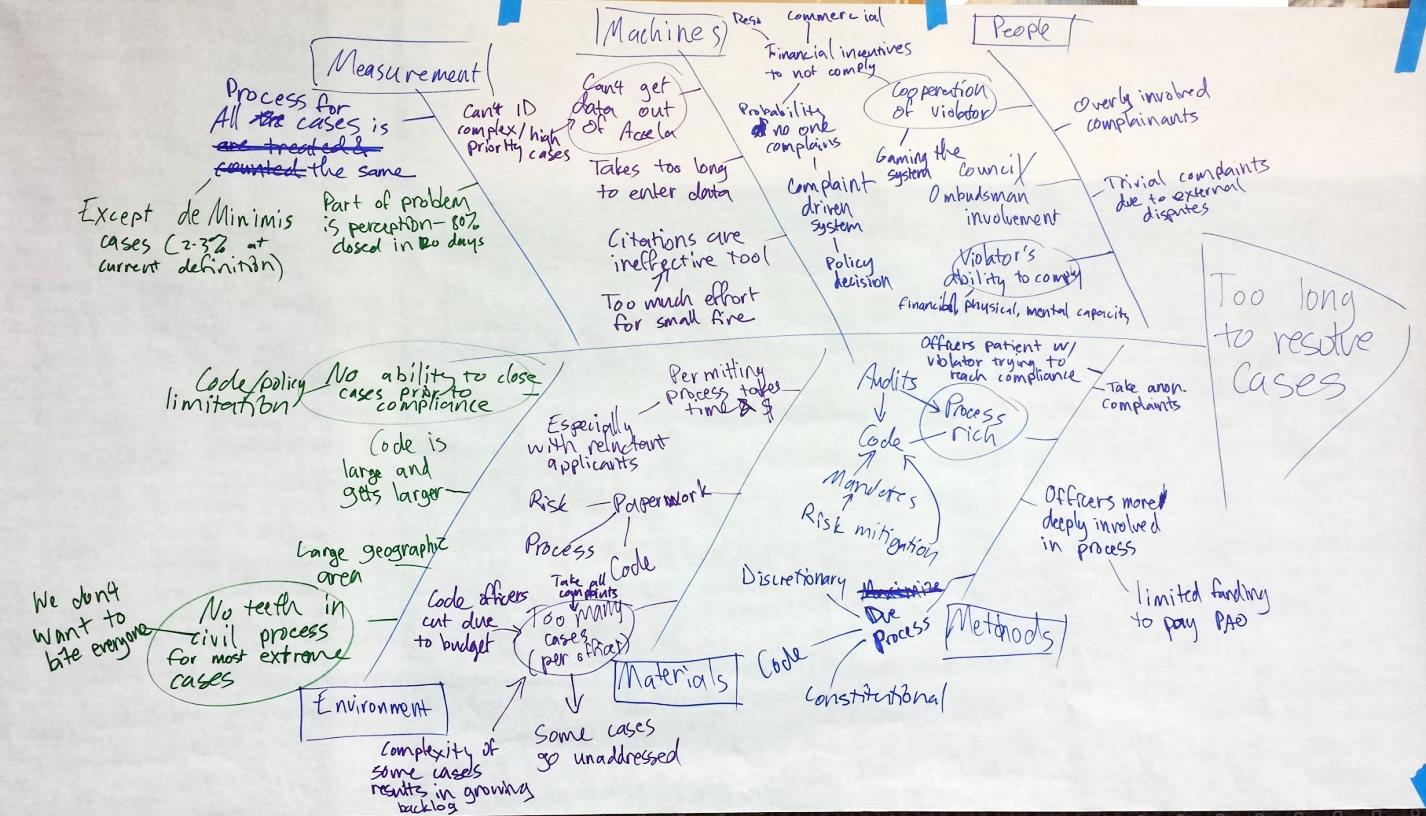 Measurement
Process for
All cases is
the same
Except de Minimis
cases (2-3% at
current definition)
Part of problem
is perception - 80%
closed in 20 days
Machines
Can't get
data out
of Accela
Can't ID
complex/high
priority cases
Takes too long
to enter data
Citations are
ineffective tool
Too much effort
for small fire
People
Commercial
Financial incentives
to not comply
Cooperation
of violator
Probability
no one
complains
Complaint
driven
system
Policy
decision
Gaming the
system
Council/
Ombudsman
involvement
Violator's
ability to comply
financial, physical, mental capacity
Overly involved
complainants
Trivial complaints
due to external
disputes
Too long
to resolve
Cases
Code/policy
limitation
No ability to close
cases prior to
compliance
Code is
large and
gets larger
Large geographic
area
We don't
want to
bite everyone
No teeth in
civil process
for most extreme
cases
Environment
Permitting
process takes
time & $
Especially
with reluctant
applicants
Risk
Paperwork
Process
Code
Take all
complaints
Too many
cases
(per officer)
Code officers
cut due
to budget
Complexity of
some cases
results in growing
backlog
Some cases
go unaddressed
Materials
Officers patient w/
violator trying to
reach compliance
Take anon.
complaints
Audits
Process
rich
Code
Mandates
Risk mitigation
Officers more
deeply involved
in process
limited funding
to pay PAO
Discretionary
Due
Process
Code
Constitutional
Methods